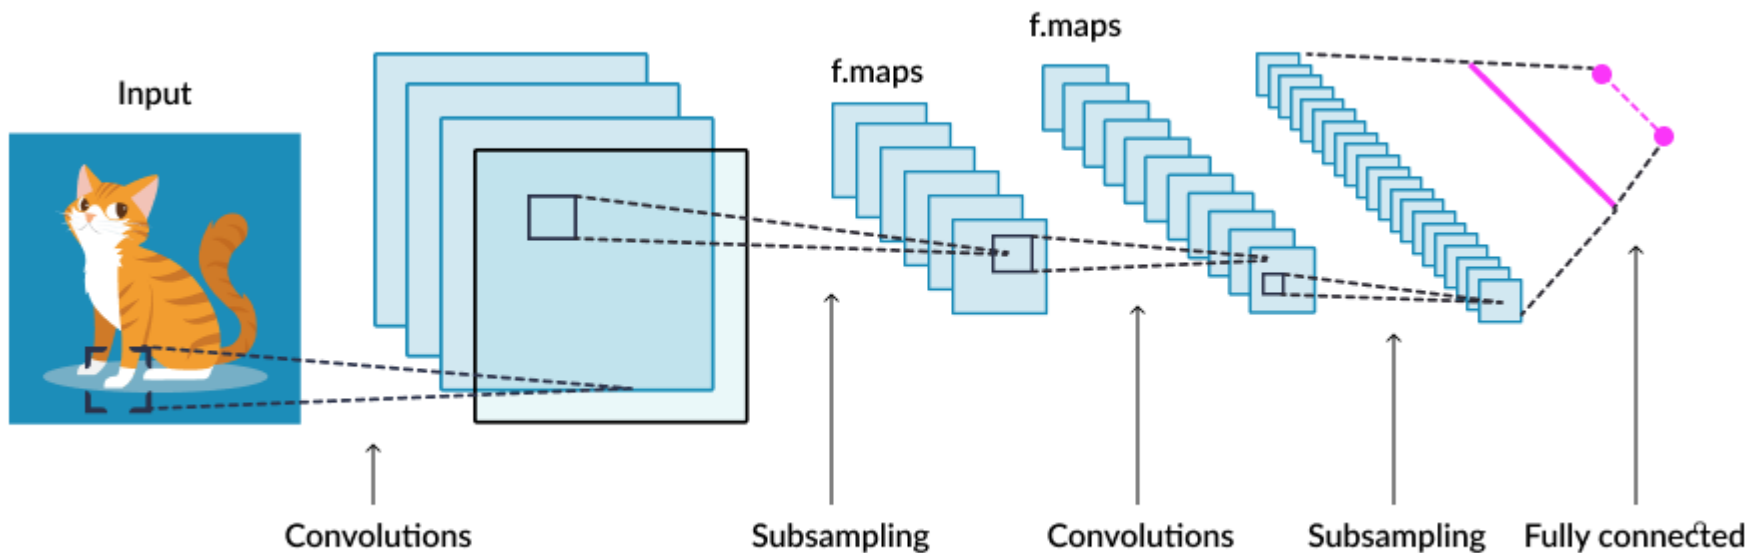 Input
f.maps
f.maps
Convolutions
Subsampling
Convolutions
Subsampling
Fully connected